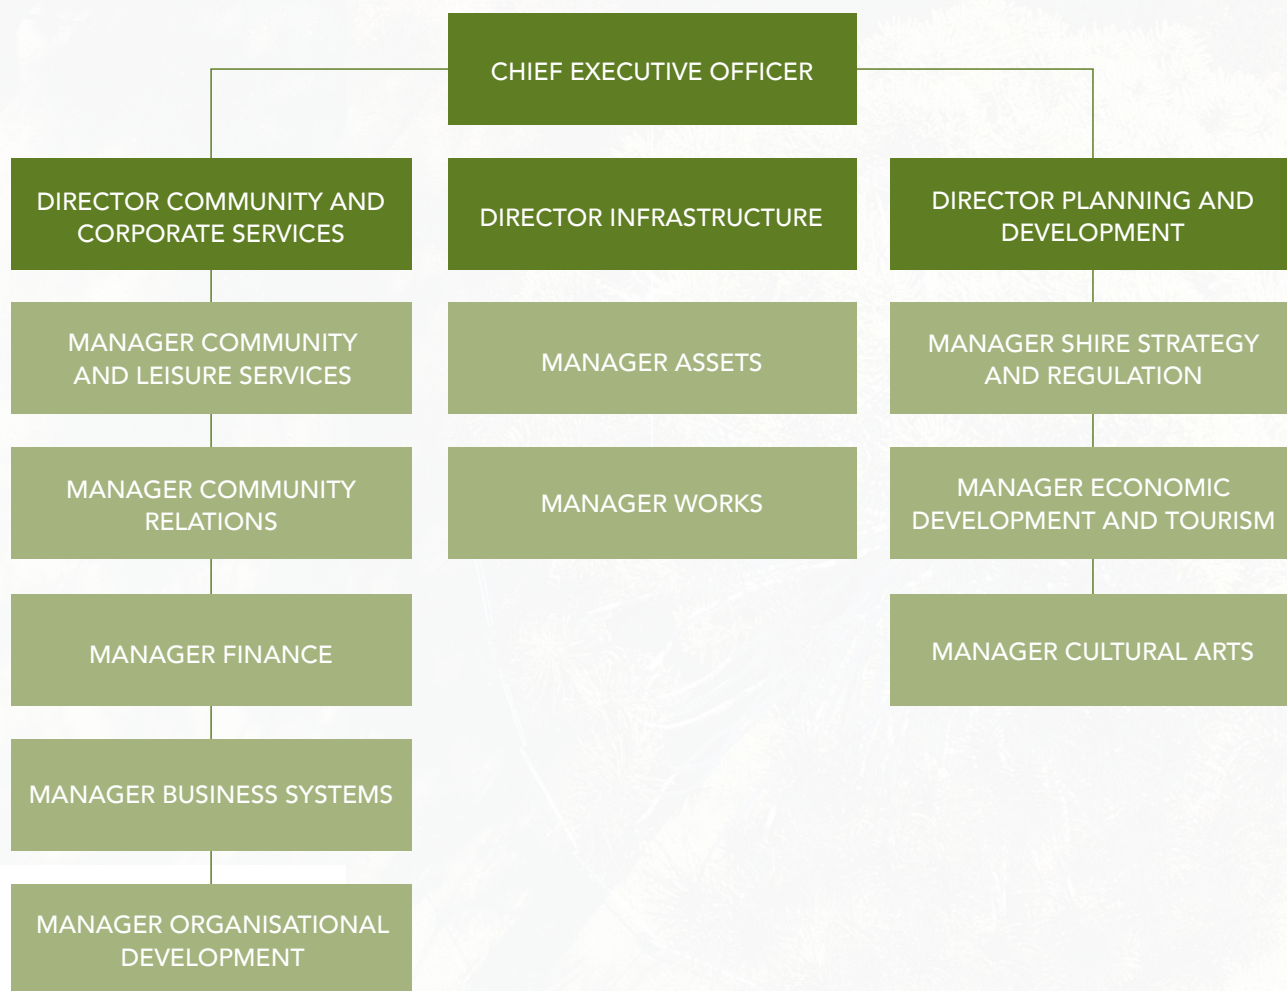 CHIEF EXECUTIVE OFFICER
DIRECTOR COMMUNITY AND
CORPORATE SERVICES
DIRECTOR INFRASTRUCTURE
DIRECTOR PLANNING AND
DEVELOPMENT
MANAGER COMMUNITY
AND LEISURE SERVICES
MANAGER ASSETS
MANAGER SHIRE STRATEGY
AND REGULATION
MANAGER COMMUNITY
RELATIONS
MANAGER WORKS
MANAGER ECONOMIC
DEVELOPMENT AND TOURISM
MANAGER FINANCE
MANAGER CULTURAL ARTS
MANAGER BUSINESS SYSTEMS
MANAGER ORGANISATIONAL
DEVELOPMENT